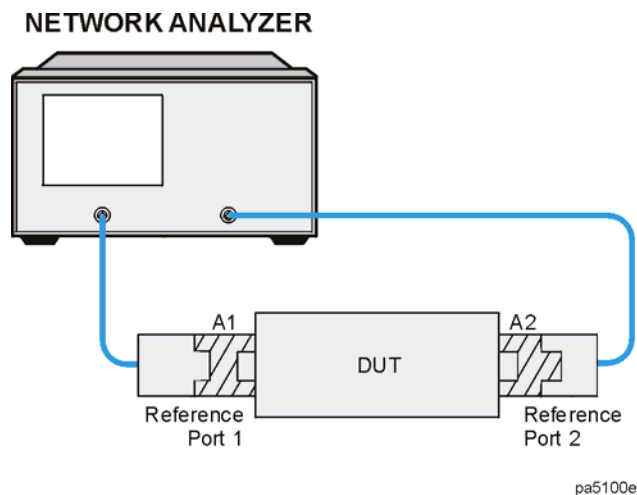 NETWORK ANALYZER
A1
A2
DUT
Reference
Port 1
Reference
Port 2
pa5100e